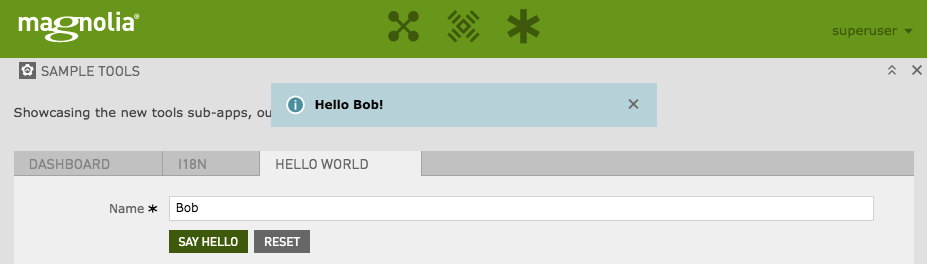 magnolia®
superuser
SAMPLE TOOLS
Hello Bob!
Showcasing the new tools sub-apps, ou
DASHBOARD I18N HELLO WORLD
Name * Bob
SAY HELLO RESET